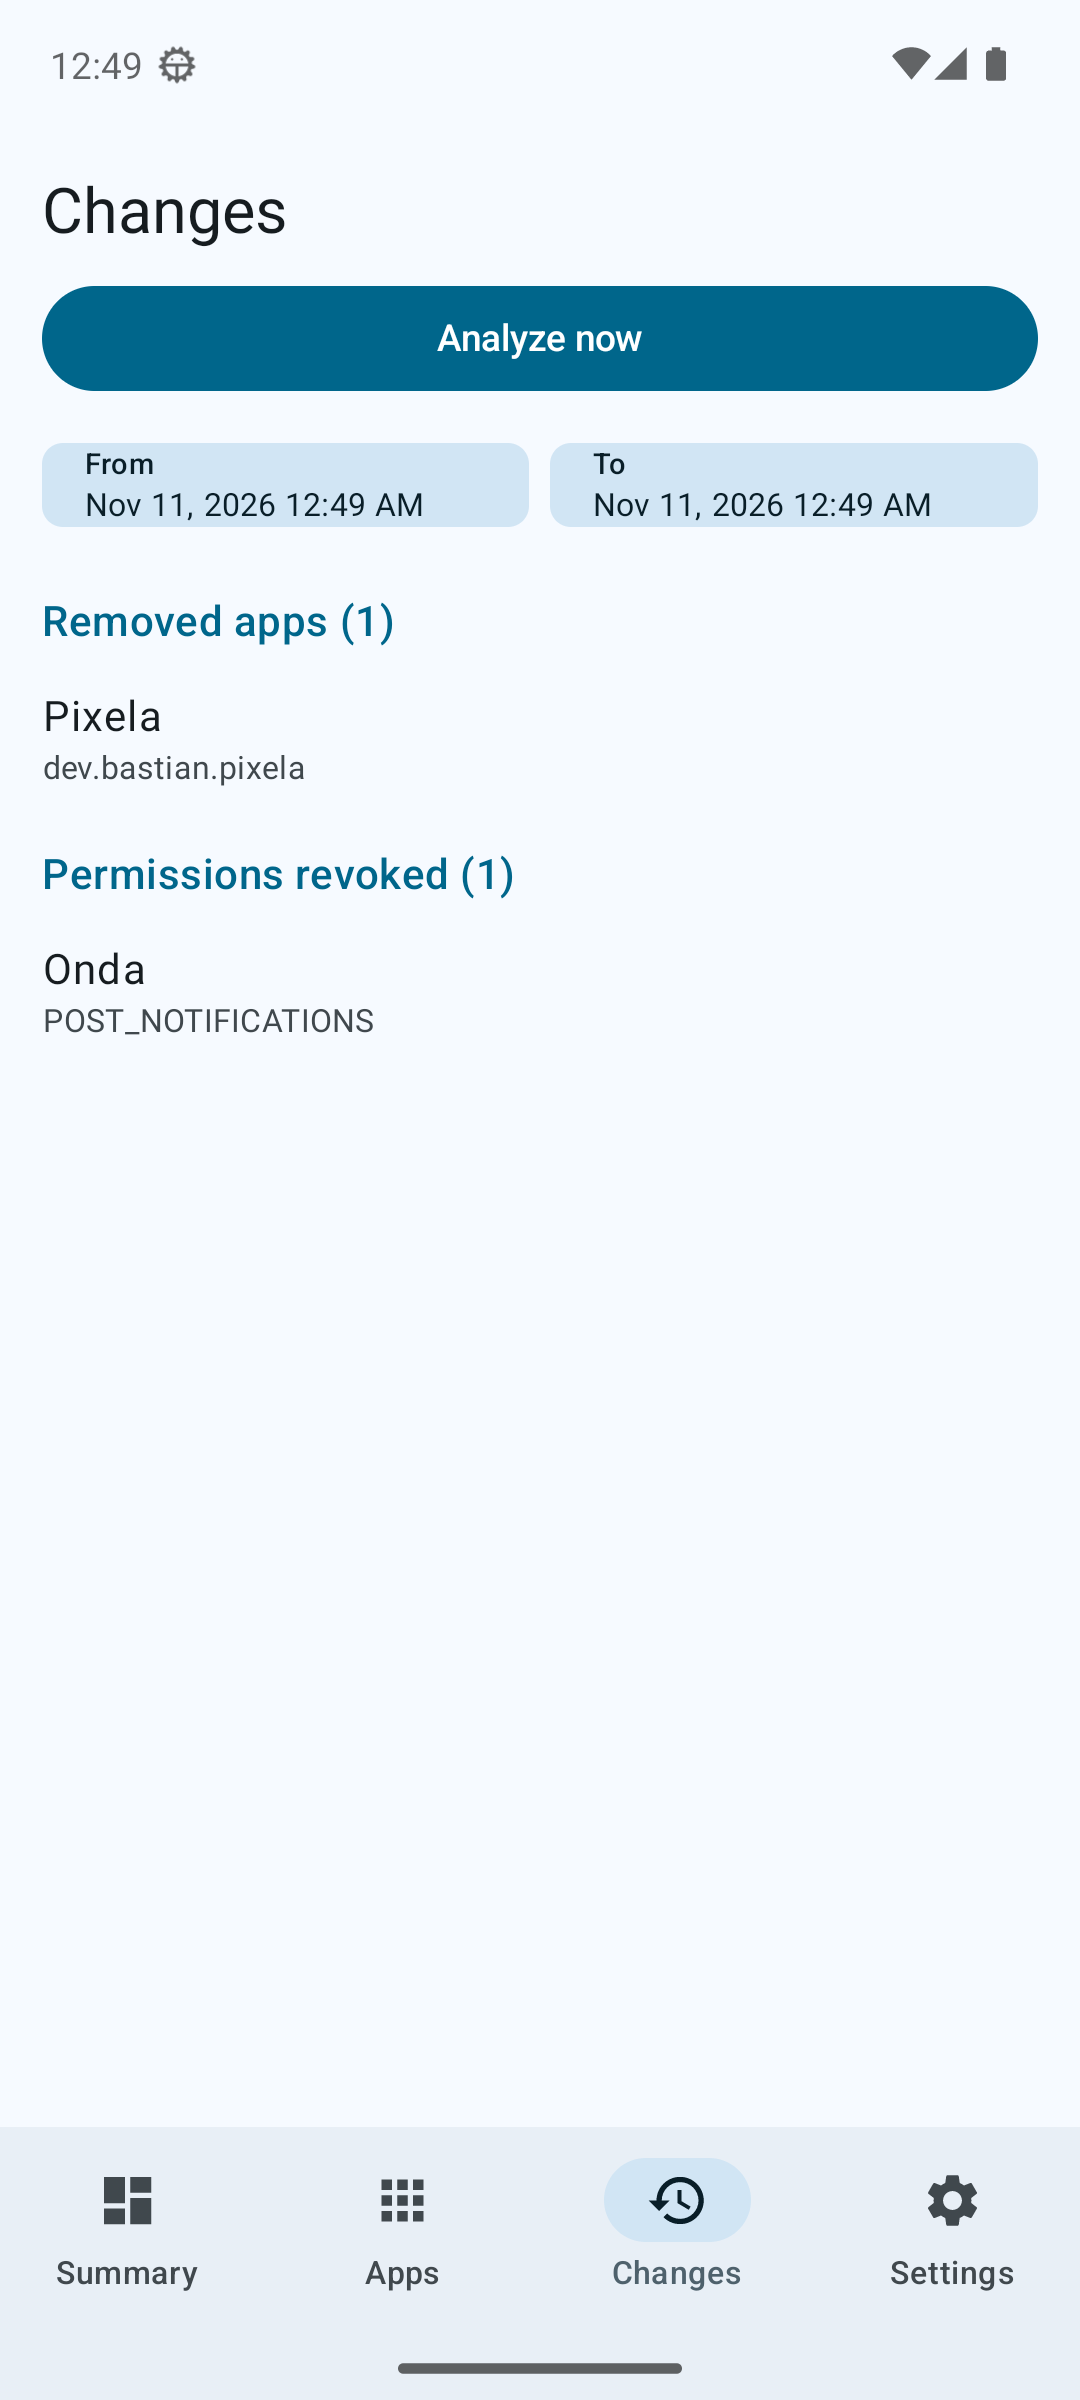 12:49
Changes
Analyze now
From
Nov 11, 2026 12:49 AM
To
Nov 11, 2026 12:49 AM
Removed apps (1)
Pixela
dev.bastian.pixela
Permissions revoked (1)
Onda
POST_NOTIFICATIONS
Summary
Apps
Changes
Settings